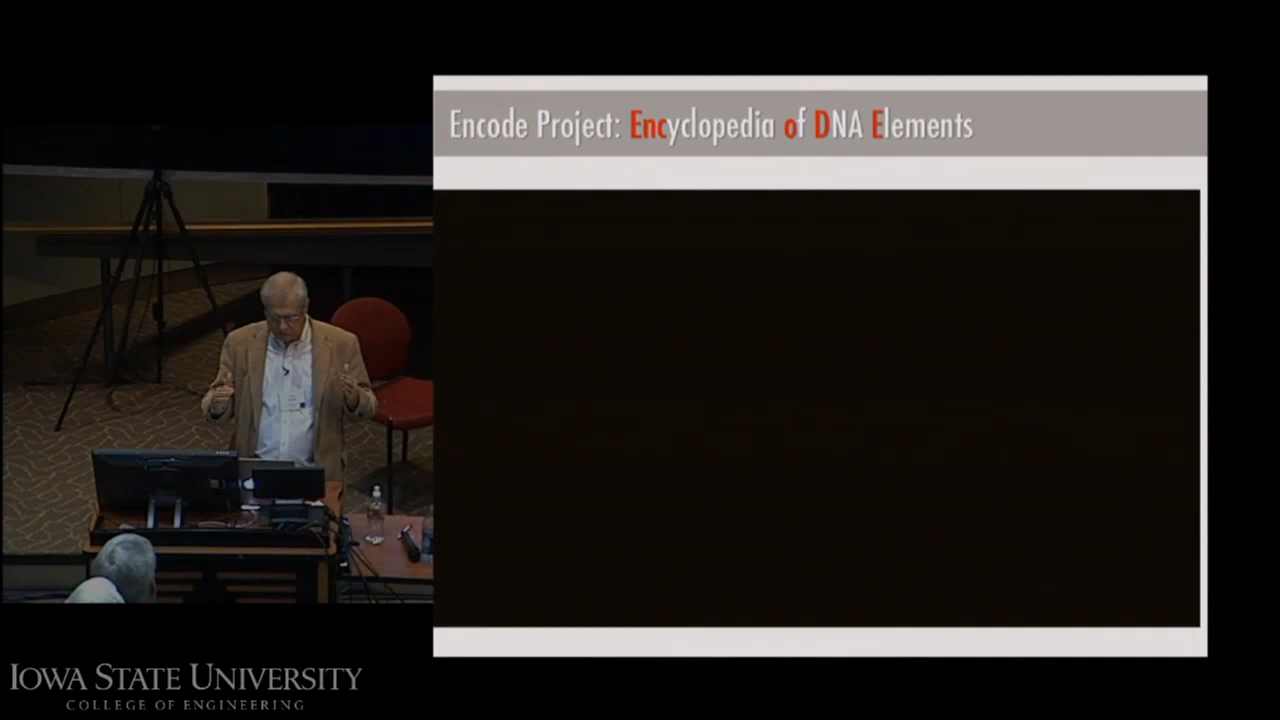 Encode Project: Encyclopedia of DNA Elements
IOWA STATE UNIVERSITY
COLLEGE OF ENGINEERING